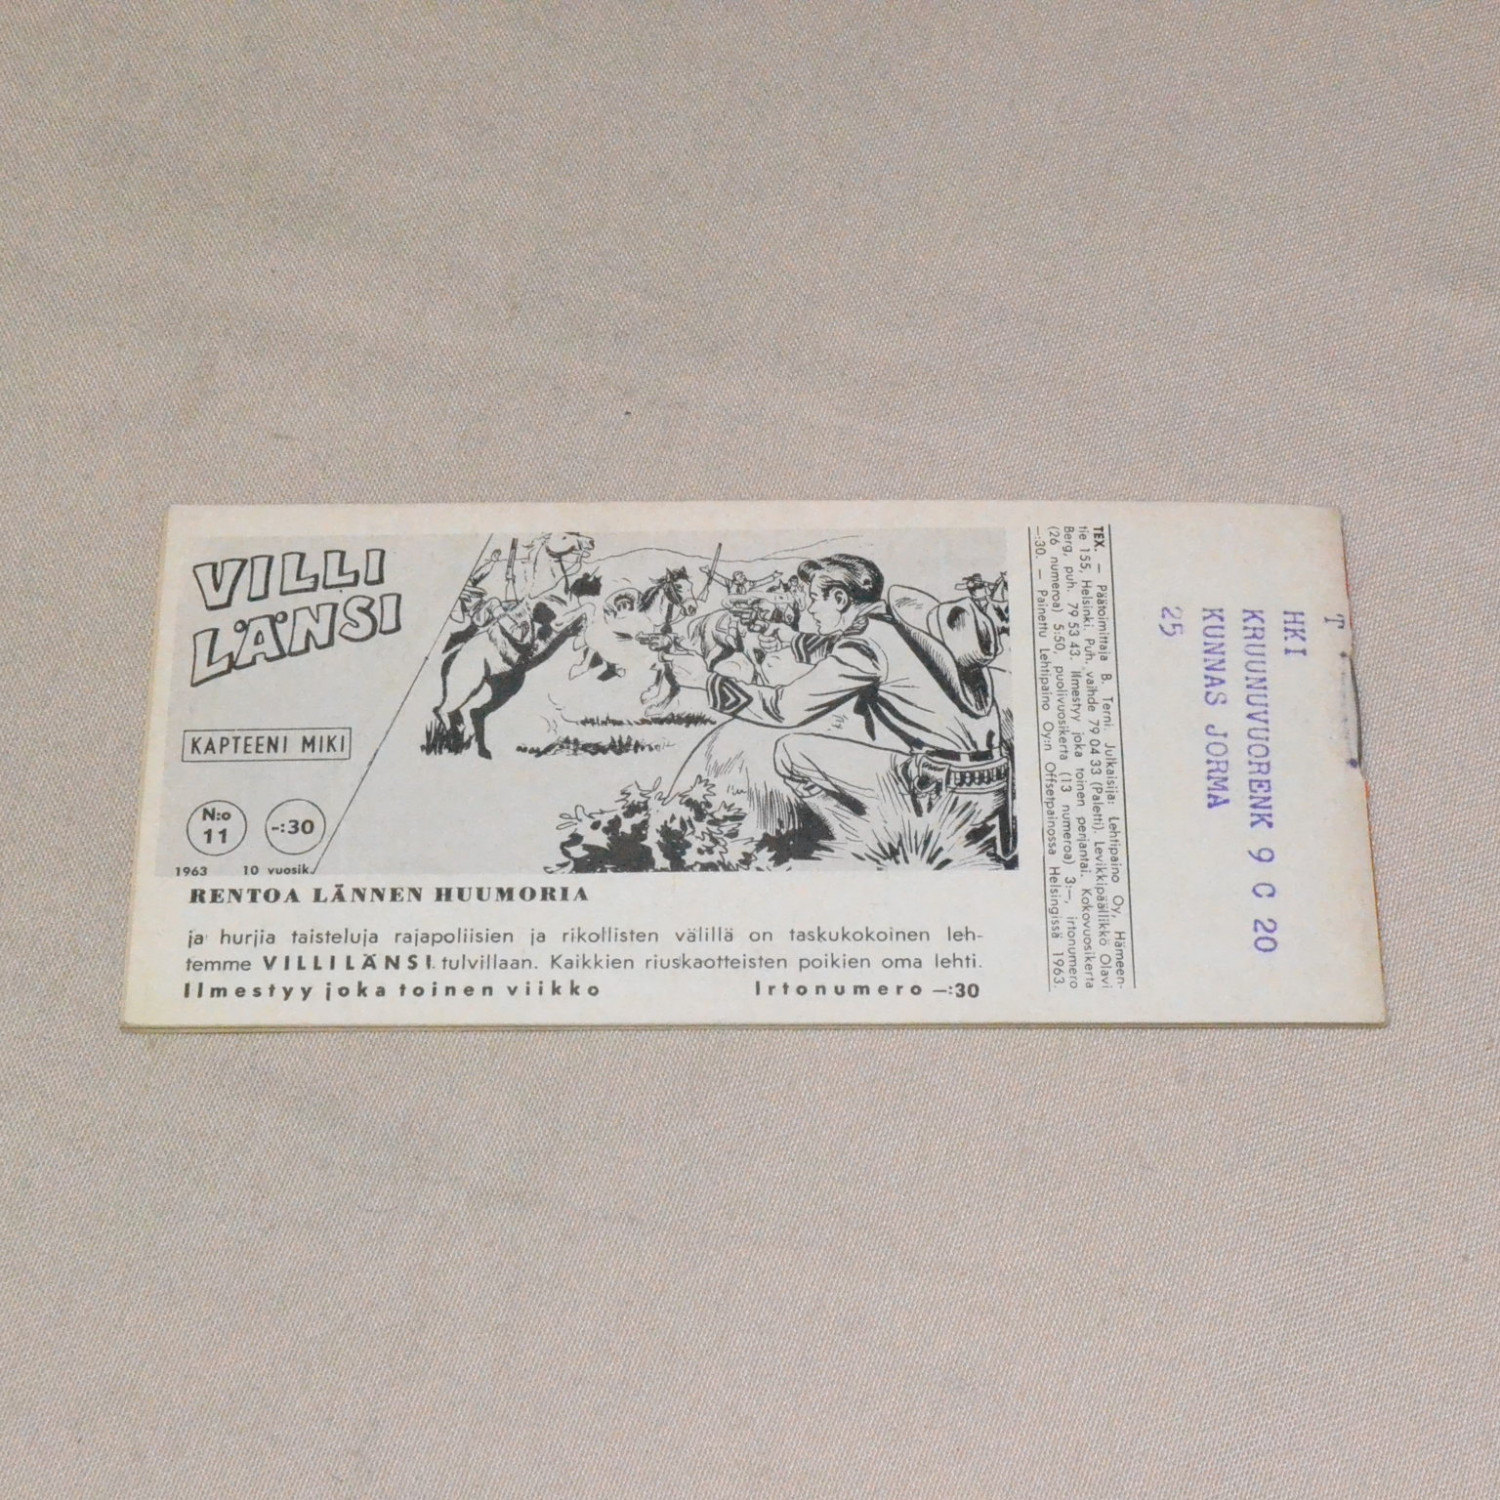 VILLI
LÄNSI
KAPTEENI MIKI
N:o
11
-:30
1963 10 vuosik.
RENTOA LÄNNEN HUUMORIA
ja hurjia taisteluja rajapoliisien ja rikollisten välillä on taskukokoinen leh-
temme VILLI LÄNSI tulvillaan. Kaikkien riuskaotteisten poikien oma lehti.
Ilmestyy joka toinen viikko Irtonumero —:30
TEX. — Päätoimittaja B. Terni. Julkaisija: Lehtipaino Oy, Hämeen-
tie 155, Helsinki. Puh. vaihde 79 04 33 (Paletti). Levikkipäällikkö Olavi
Berg, puh. 79 53 43. Ilmestyy joka toinen perjantai. Kokovuosikerta
(26 numeroa) 5:50, puolivuosikerta (13 numeroa) 3:—, irtonumero
—:30. — Painettu Lehtipaino Oy:n Offsetpainossa Helsingissä 1963.
T
HKI
KRUUNUVUORENK 9 C 20
KUNNAS JORMA
25